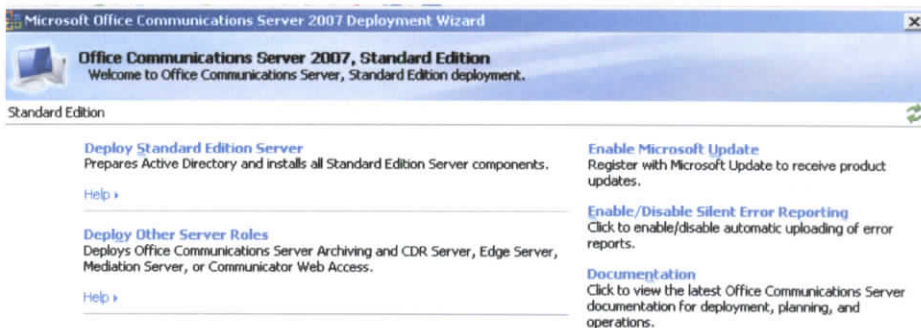 Microsoft Office Communications Server 2007 Deployment Wizard
Office Communications Server 2007, Standard Edition
Welcome to Office Communications Server, Standard Edition deployment.
Standard Edition
Deploy Standard Edition Server
Prepares Active Directory and installs all Standard Edition Server components.
Help
Deploy Other Server Roles
Deploys Office Communications Server Archiving and CDR Server, Edge Server,
Mediation Server, or Communicator Web Access.
Help
Enable Microsoft Update
Register with Microsoft Update to receive product
updates.
Enable/Disable Silent Error Reporting
Click to enable/disable automatic uploading of error
reports.
Documentation
Click to view the latest Office Communications Server
documentation for deployment, planning, and
operations.